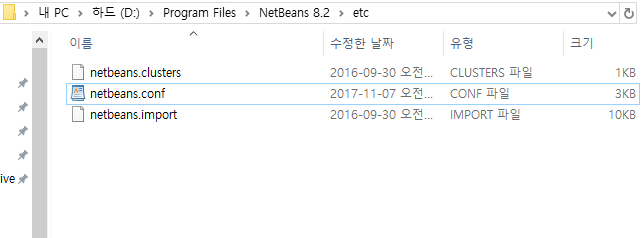 내 PC > 하드 (D:) > Program Files > NetBeans 8.2 > etc
이름 수정한 날짜 유형 크기
netbeans.clusters 2016-09-30 오전... CLUSTERS 파일 1KB
netbeans.conf 2017-11-07 오전... CONF 파일 3KB
netbeans.import 2016-09-30 오전... IMPORT 파일 10KB
ive